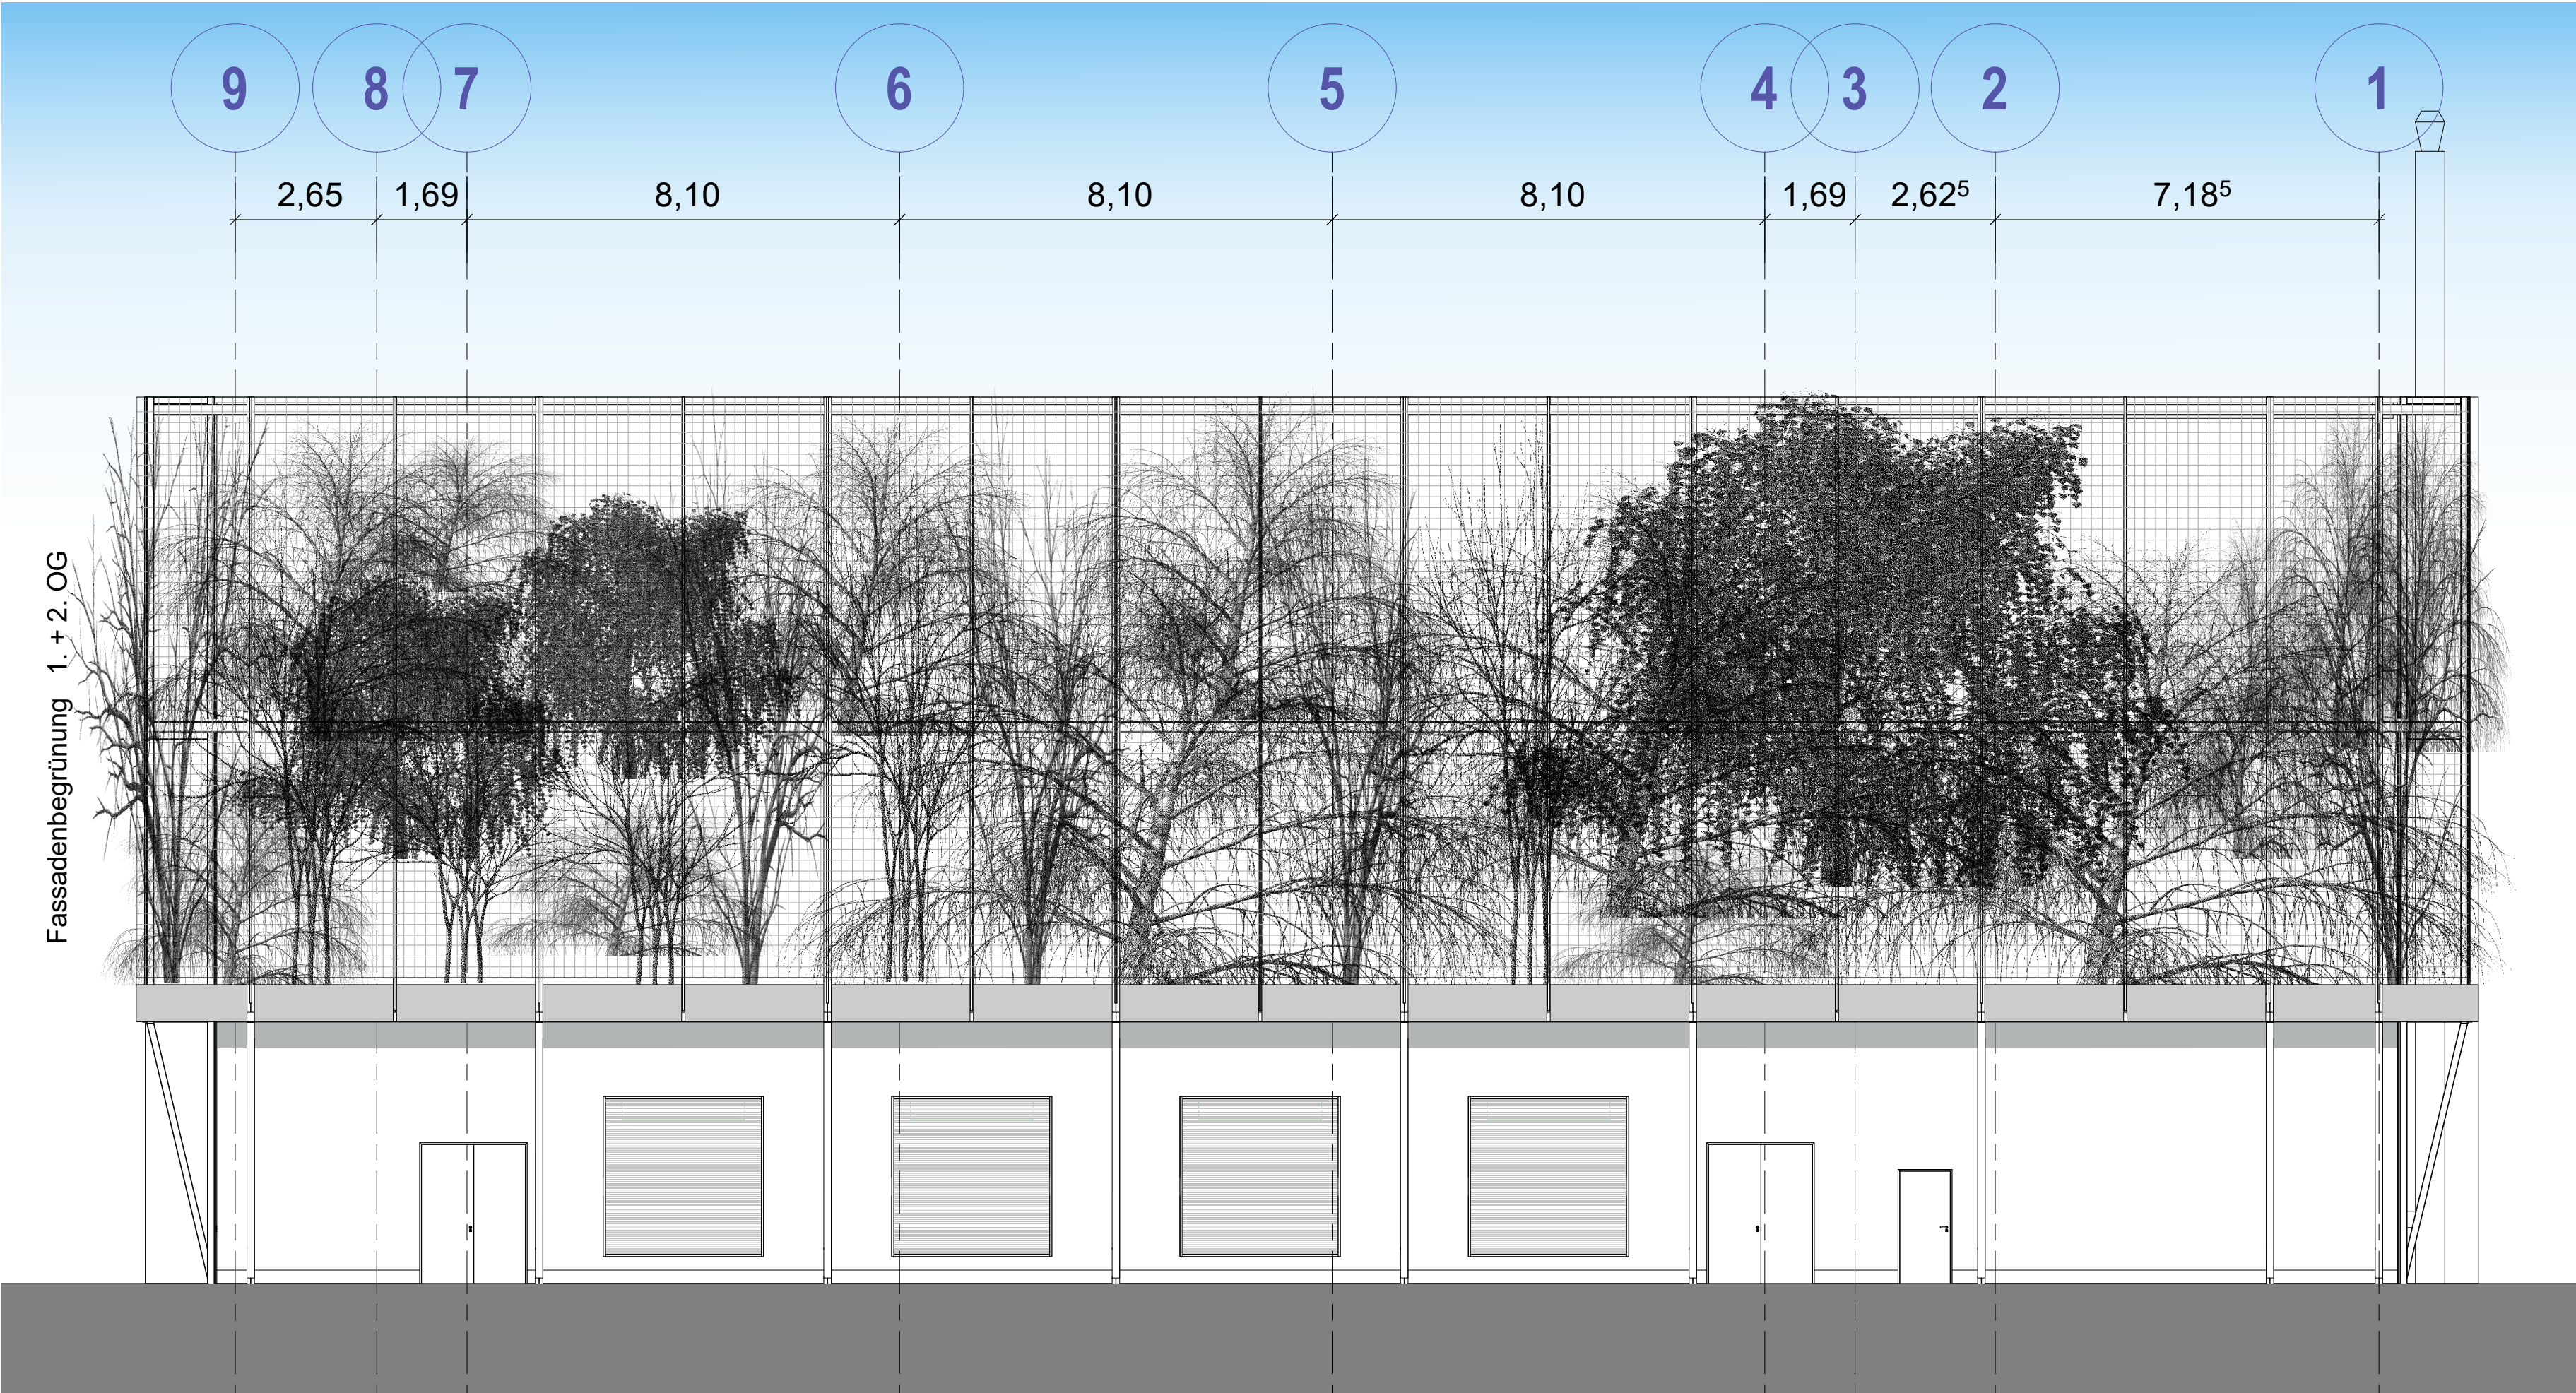 9 8 7 6 5 4 3 2 1
2,65 1,69 8,10 8,10 8,10 1,69 2,62⁵ 7,18⁵
Fassadenbegrünung 1. + 2. OG